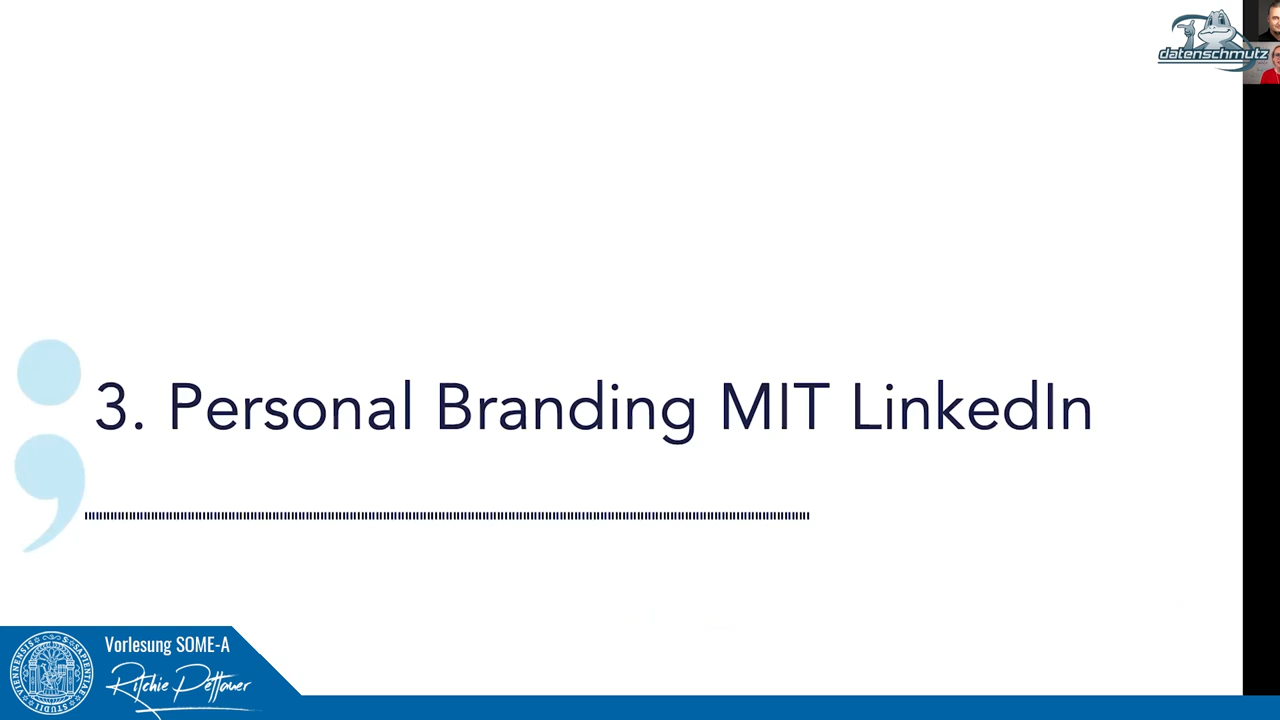 datenschmutz
3. Personal Branding MIT LinkedIn
Vorlesung SOME-A
Ritchie Pettauer